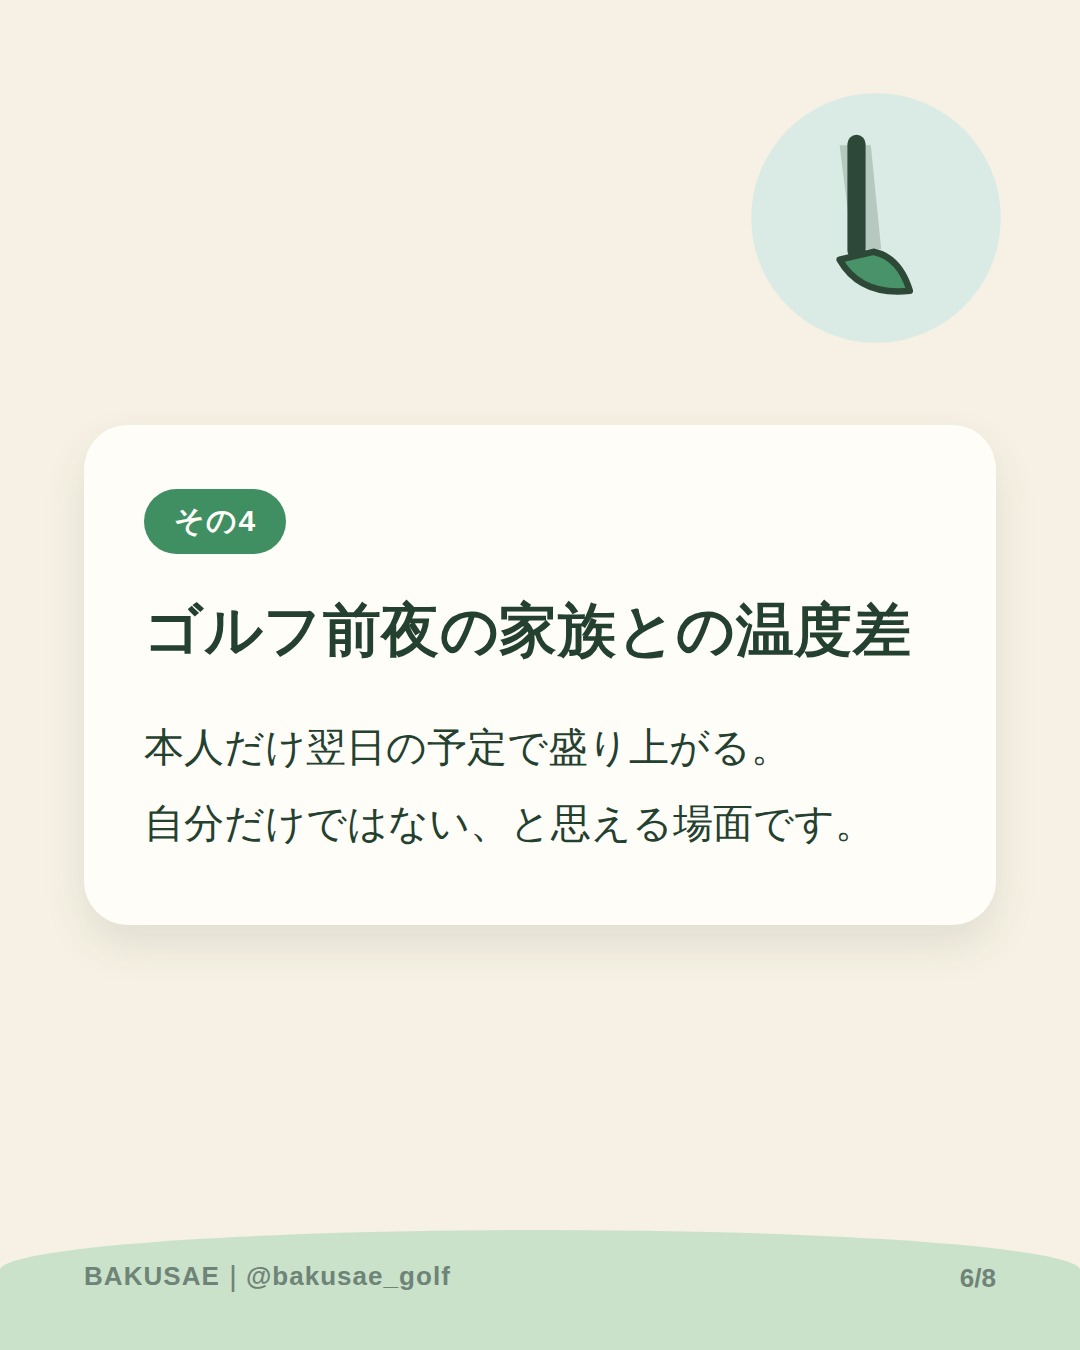 その4
ゴルフ前夜の家族との温度差
本人だけ翌日の予定で盛り上がる。
自分だけではない、と思える場面です。
BAKUSAE | @bakusae_golf
6/8